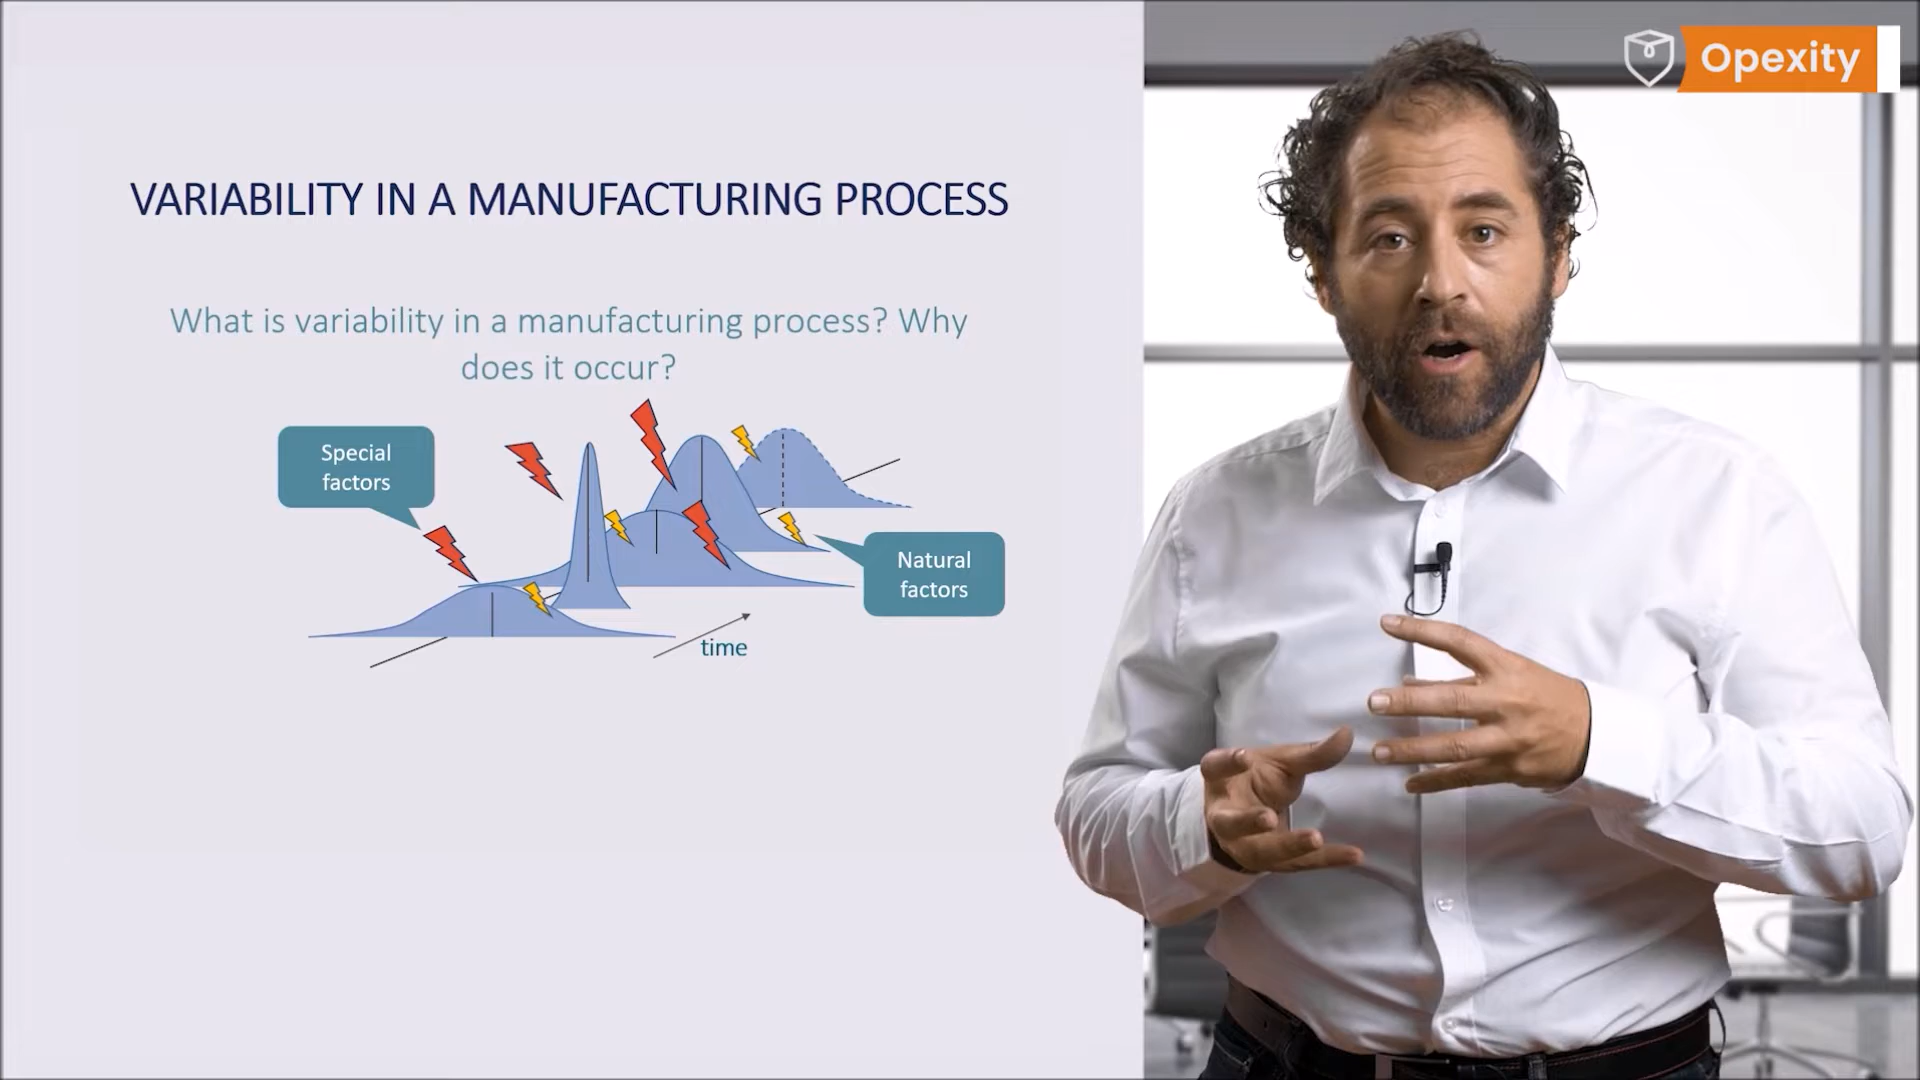 Opexity
VARIABILITY IN A MANUFACTURING PROCESS
What is variability in a manufacturing process? Why
does it occur?
Special
factors
Natural
factors
time